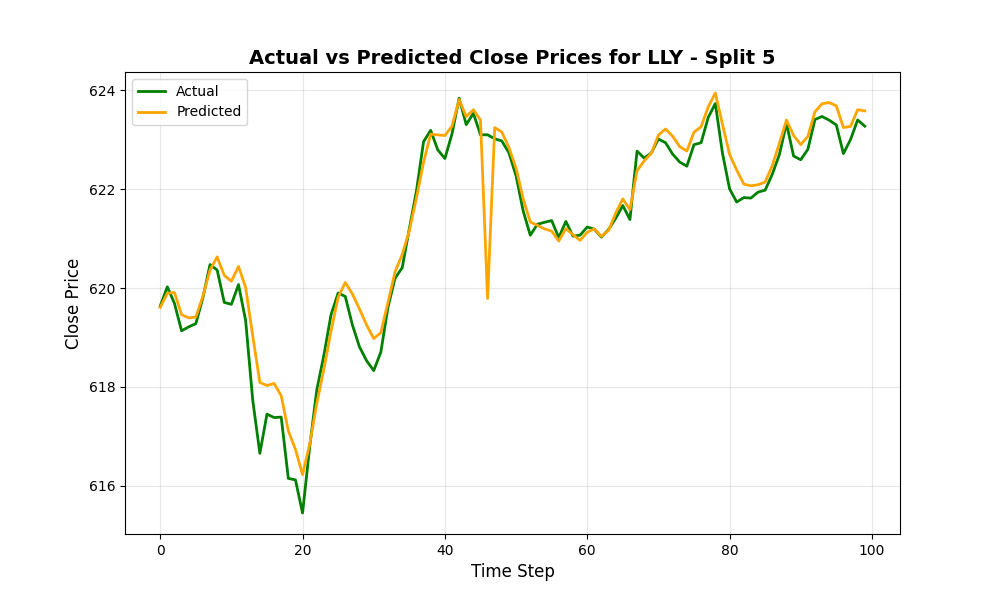 Actual vs Predicted Close Prices for LLY - Split 5
Actual
Predicted
Close Price
624
622
620
618
616
0 20 40 60 80 100
Time Step